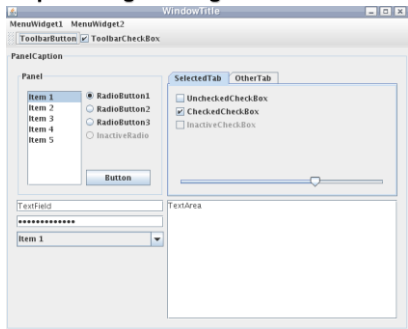 WindowTitle
MenuWidget1 MenuWidget2
ToolbarButton ToolbarCheckBox
PanelCaption
Panel
Item 1
Item 2
Item 3
Item 4
Item 5
RadioButton1
RadioButton2
RadioButton3
InactiveRadio
Button
SelectedTab OtherTab
UncheckedCheckBox
CheckedCheckBox
InactiveCheckBox
TextField
•••••••••••••
Item 1
TextArea